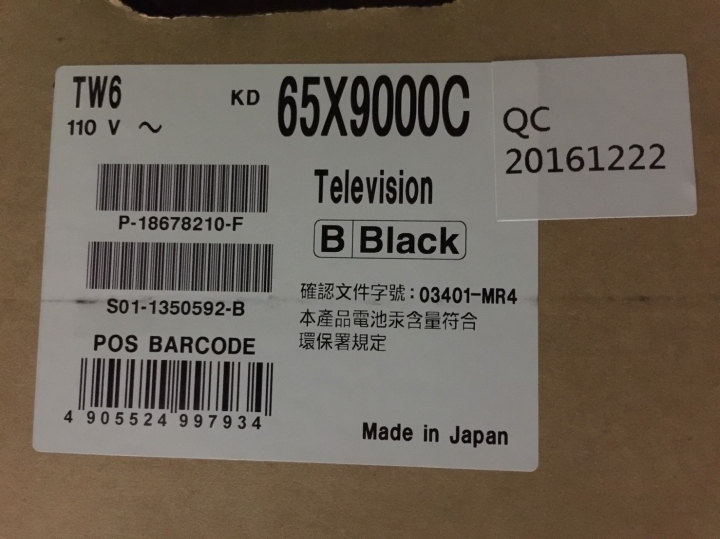 TW6
110 V ～
KD 65X9000C
QC
20161222
P-18678210-F
S01-1350592-B
POS BARCODE
4 905524 997934
Television
B Black
確認文件字號：03401-MR4
本產品電池汞含量符合
環保署規定
Made in Japan